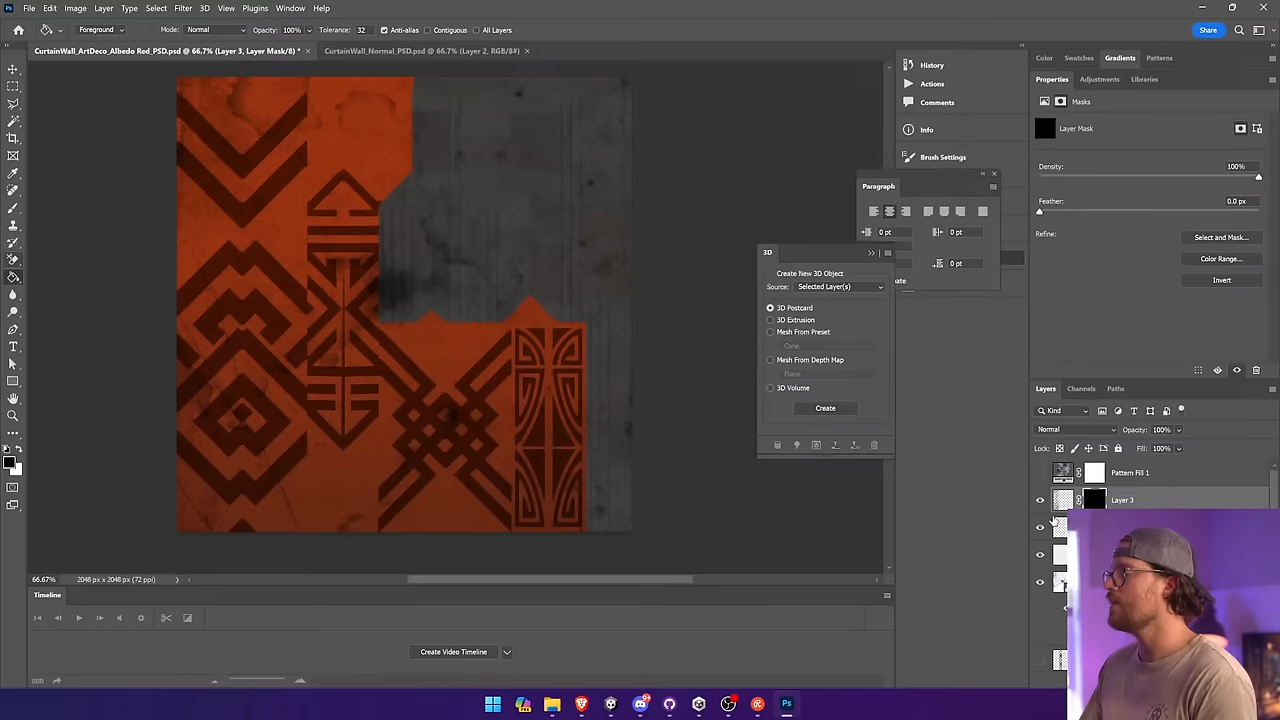 File Edit Image Layer Type Select Filter 3D View Plugins Window Help
Foreground Mode: Normal Opacity: 100% Tolerance: 32 Anti-alias Contiguous All Layers Share
CurtainWall_ArtDeco_Albedo Red_PSD.psd @ 66.7% (Layer 3, Layer Mask/8) * × CurtainWall_Normal_PSD.psd @ 66.7% (Layer 2, RGB/8#) ×
History
Actions
Comments
Info
Brush Settings
Paragraph
0 pt 0 pt
0 pt
3D
Create New 3D Object
Source: Selected Layer(s)
3D Postcard
3D Extrusion
Mesh From Preset
Cone
Mesh From Depth Map
Plane
3D Volume
Create
Color Swatches Gradients Patterns
Properties Adjustments Libraries
Masks
Layer Mask
Density: 100%
Feather: 0.0 px
Refine: Select and Mask...
Color Range...
Invert
Layers Channels Paths
Kind
Normal Opacity: 100%
Lock: Fill: 100%
Pattern Fill 1
Layer 3
66.67% 2048 px x 2048 px (72 ppi)
Timeline
Create Video Timeline
Ps